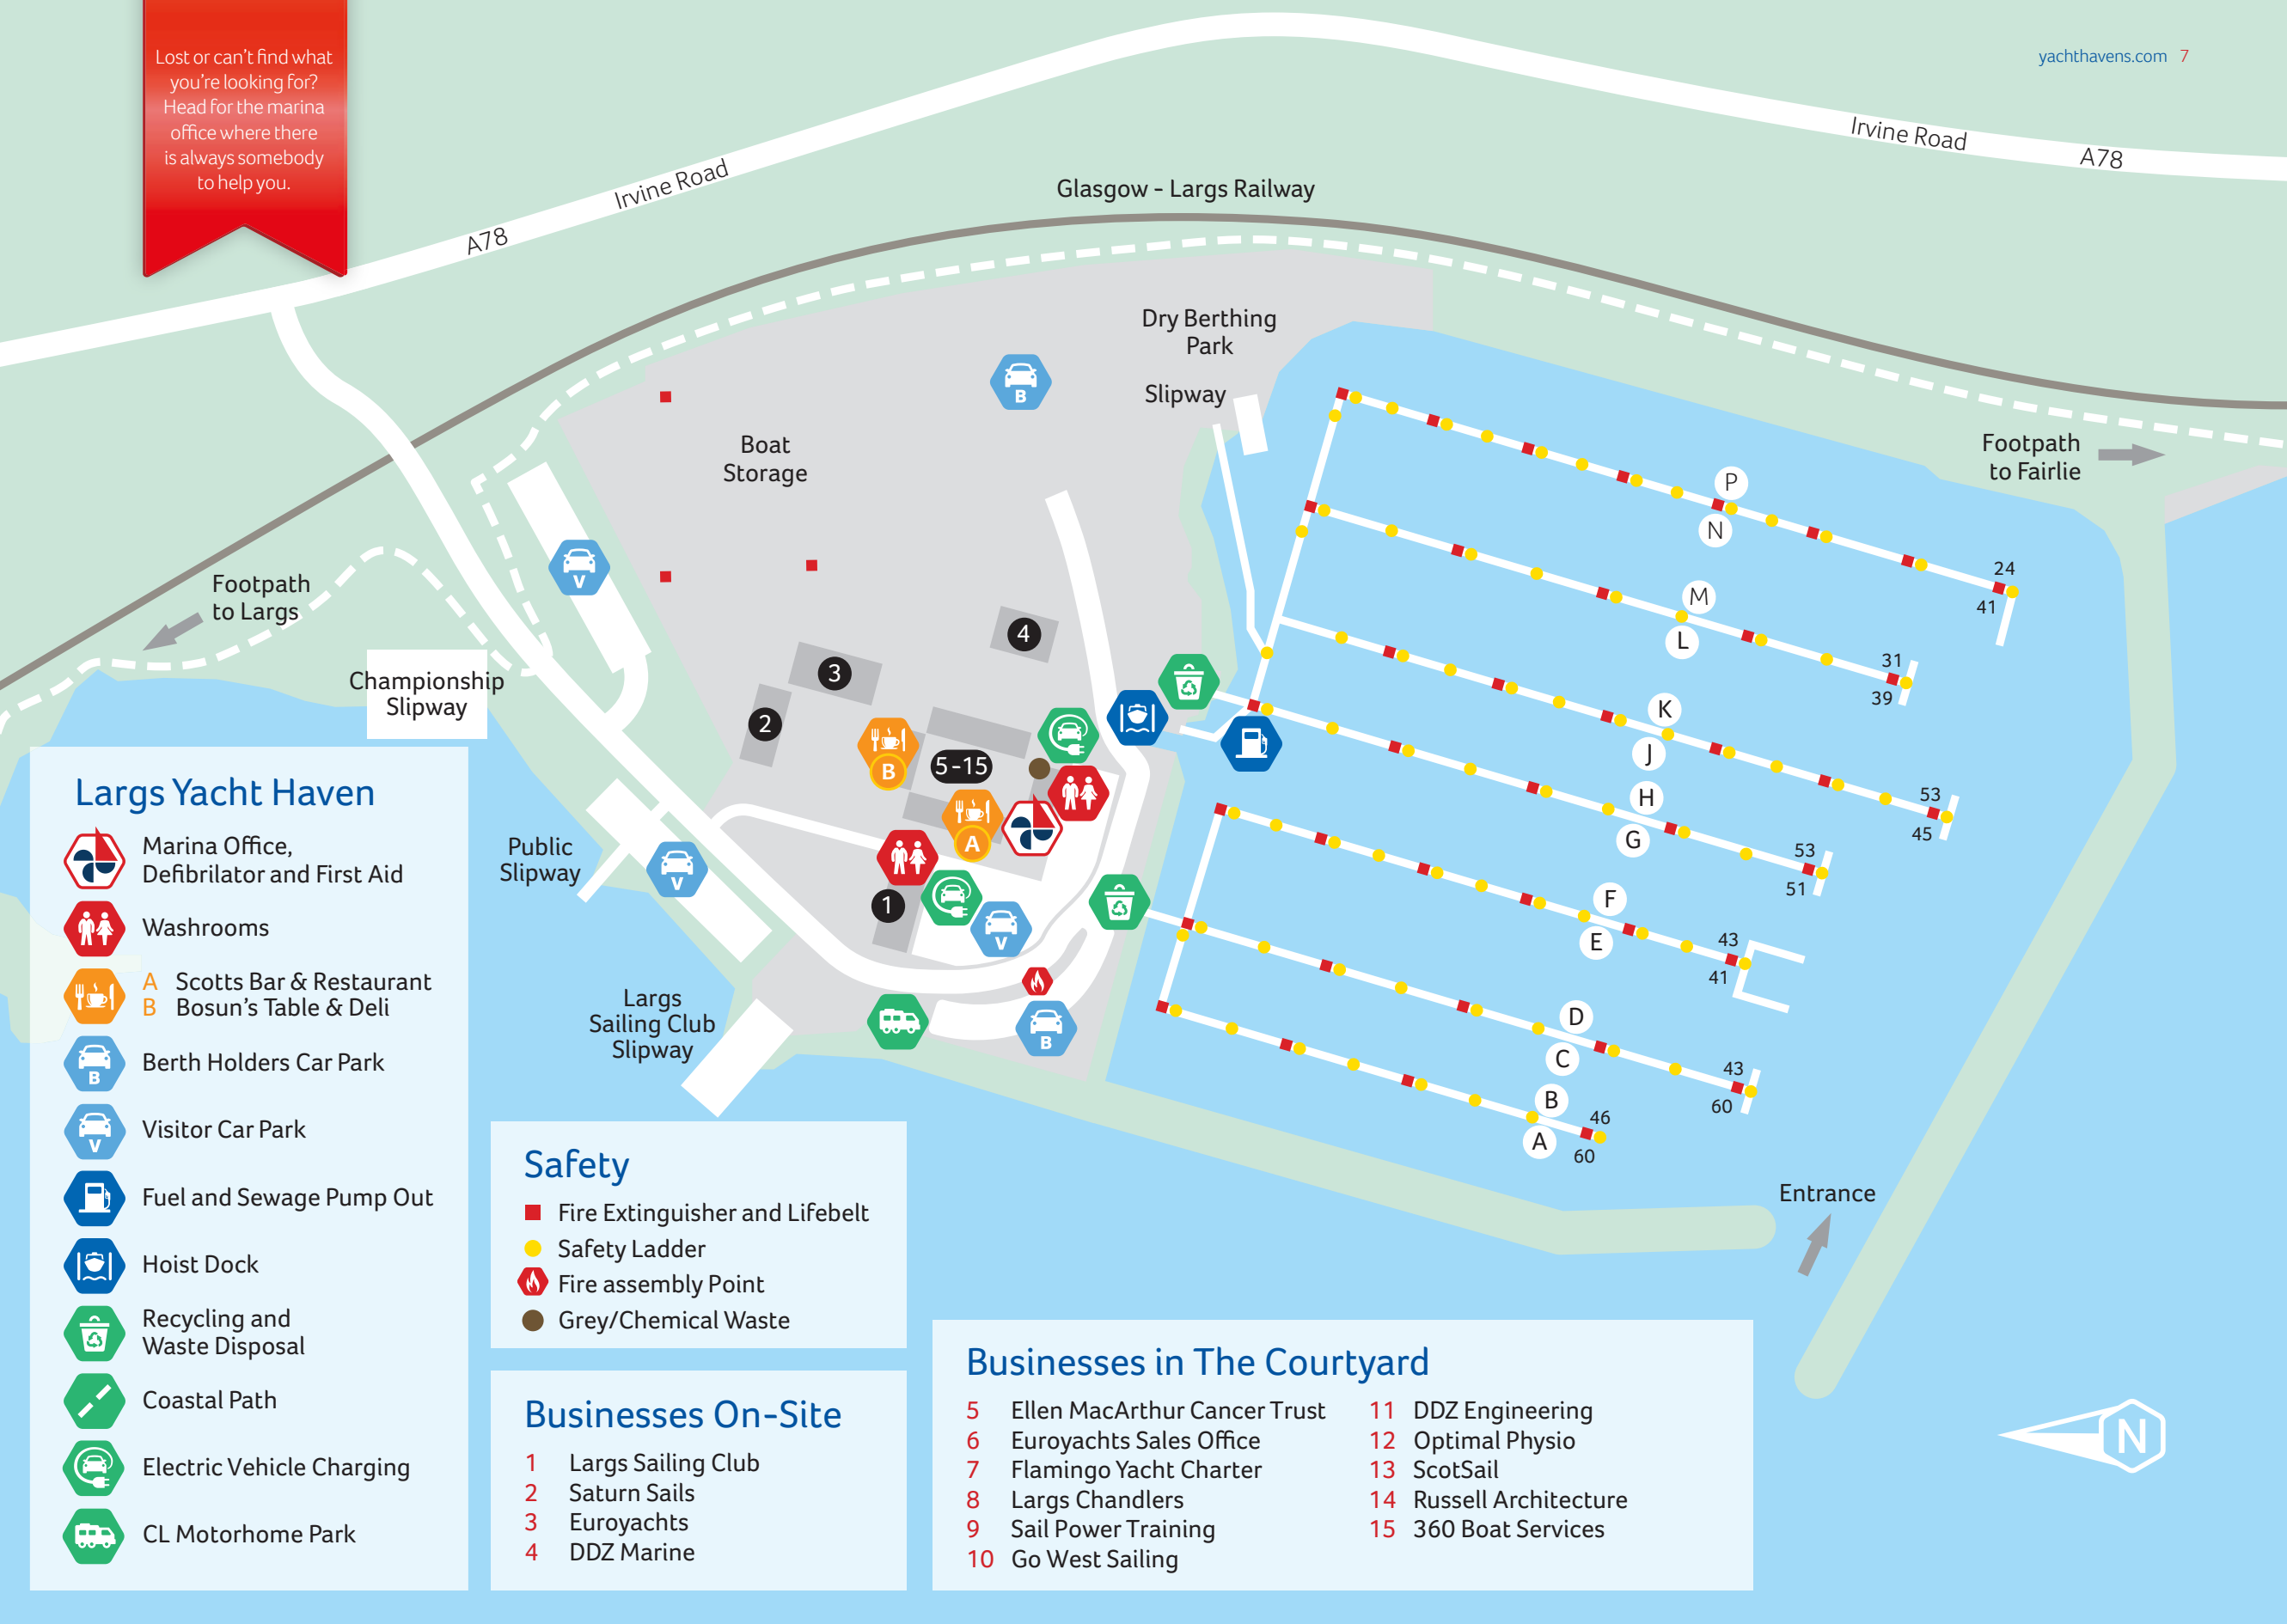 Lost or can't find what
you're looking for?
Head for the marina
office where there
is always somebody
to help you.
yachthavens.com 7
Irvine Road
A78
Irvine Road
A78
Glasgow - Largs Railway
Dry Berthing
Park
Slipway
B
Boat
Storage
Footpath
to Fairlie
Footpath
to Largs
V
Championship
Slipway
Public
Slipway
V
Largs
Sailing Club
Slipway
4
3
2
B
5-15
A
1
V
B
P
N
24
41
M
L
31
39
K
J
53
45
H
G
53
51
F
E
43
41
D
C
43
60
B
A
46
60
Entrance
N
Largs Yacht Haven
Marina Office,
Defibrilator and First Aid
Washrooms
A Scotts Bar & Restaurant
B Bosun's Table & Deli
B Berth Holders Car Park
V Visitor Car Park
Fuel and Sewage Pump Out
Hoist Dock
Recycling and
Waste Disposal
Coastal Path
Electric Vehicle Charging
CL Motorhome Park
Safety
Fire Extinguisher and Lifebelt
Safety Ladder
Fire assembly Point
Grey/Chemical Waste
Businesses On-Site
1 Largs Sailing Club
2 Saturn Sails
3 Euroyachts
4 DDZ Marine
Businesses in The Courtyard
5 Ellen MacArthur Cancer Trust
6 Euroyachts Sales Office
7 Flamingo Yacht Charter
8 Largs Chandlers
9 Sail Power Training
10 Go West Sailing
11 DDZ Engineering
12 Optimal Physio
13 ScotSail
14 Russell Architecture
15 360 Boat Services